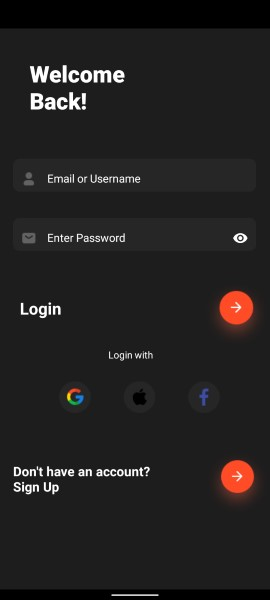 Welcome
Back!
Email or Username
Enter Password
Login
Login with
Don't have an account?
Sign Up